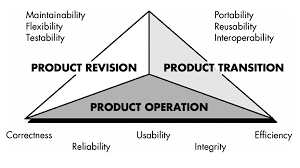 Maintainability
Flexibility
Testability
Portability
Reusability
Interoperability
PRODUCT REVISION
PRODUCT TRANSITION
PRODUCT OPERATION
Correctness
Usability
Efficiency
Reliability
Integrity